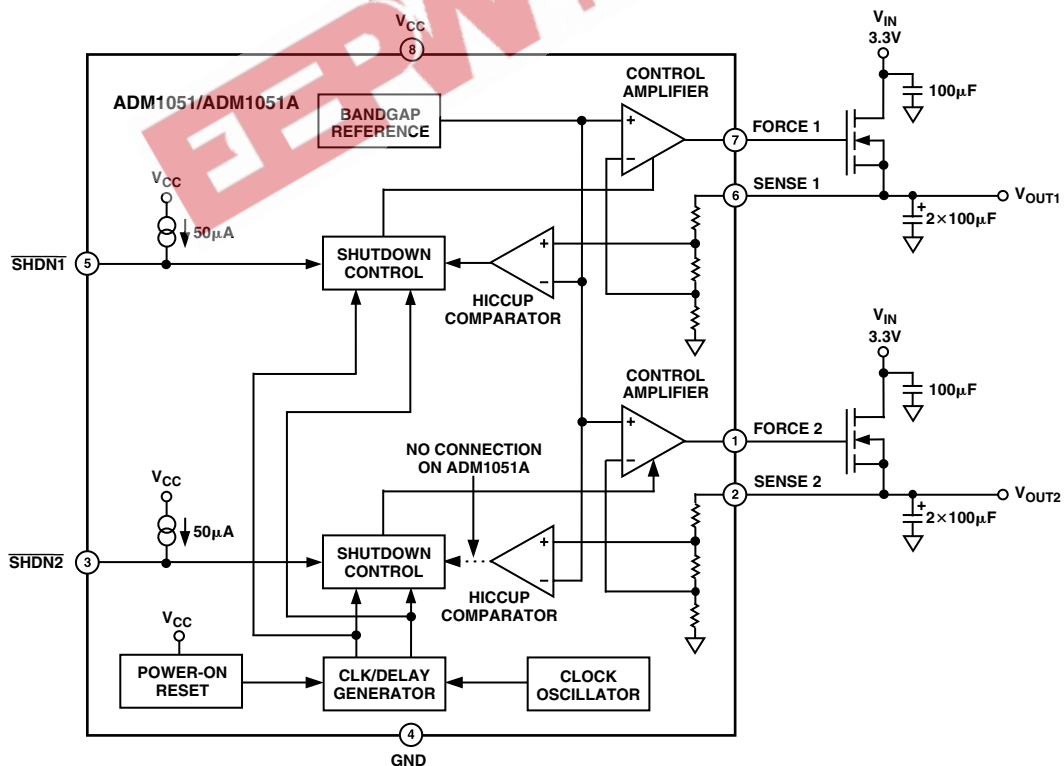 EEPW
VCC
8
ADM1051/ADM1051A
BANDGAP
REFERENCE
CONTROL
AMPLIFIER
VIN
3.3V
100μF
+
−
7
FORCE 1
6
SENSE 1
VOUT1
+
2×100μF
VCC
50μA
SHDN1
5
SHUTDOWN
CONTROL
+
−
HICCUP
COMPARATOR
VIN
3.3V
100μF
CONTROL
AMPLIFIER
+
−
1
FORCE 2
2
SENSE 2
VOUT2
+
2×100μF
NO CONNECTION
ON ADM1051A
VCC
50μA
SHDN2
3
SHUTDOWN
CONTROL
+
−
HICCUP
COMPARATOR
VCC
POWER-ON
RESET
CLK/DELAY
GENERATOR
CLOCK
OSCILLATOR
4
GND